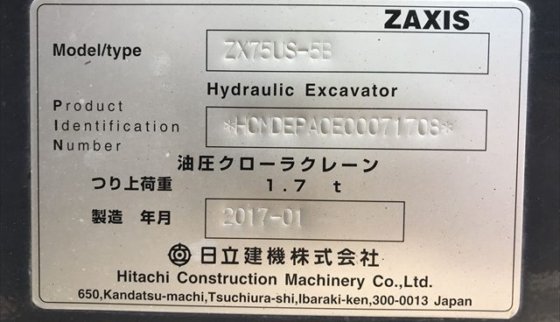 ZAXIS
Model/type ZX75US-5B
Hydraulic Excavator
Product
Identification *HCMDEPA0E00071708*
Number
油圧クローラクレーン
つり上荷重 1.7 t
製造 年月 2017-01
日立建機株式会社
Hitachi Construction Machinery Co.,Ltd.
650,Kandatsu-machi,Tsuchiura-shi,Ibaraki-ken,300-0013 Japan